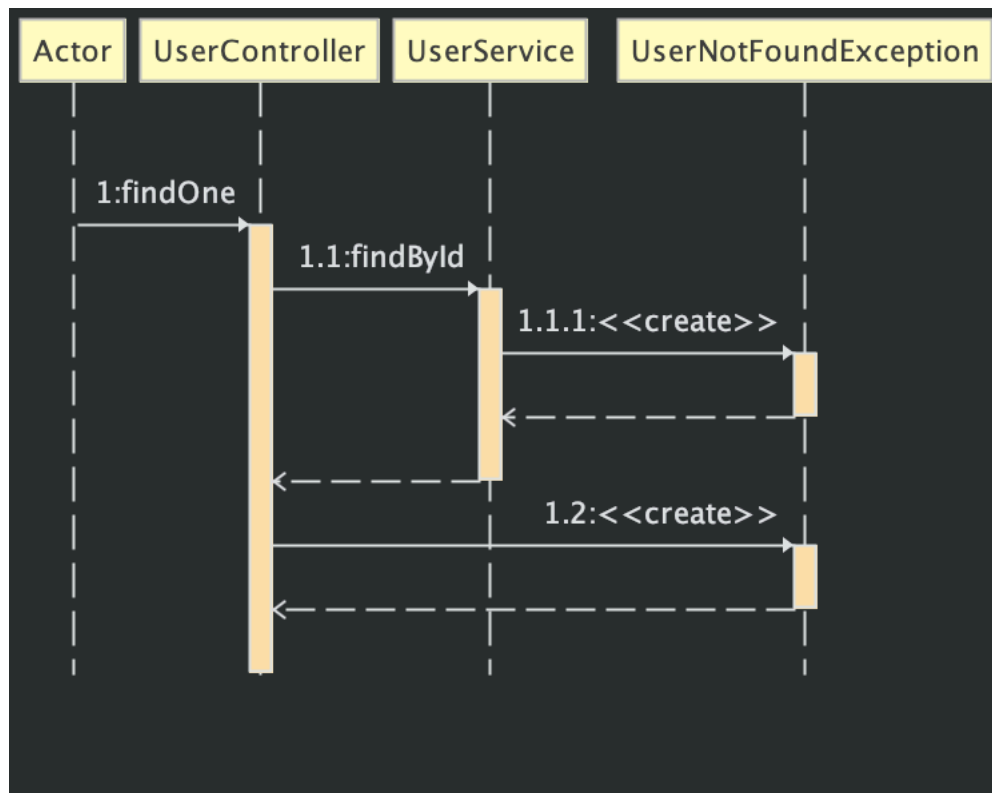 Actor
UserController
UserService
UserNotFoundException
1:findOne
1.1:findById
1.1.1:<<create>>
1.2:<<create>>